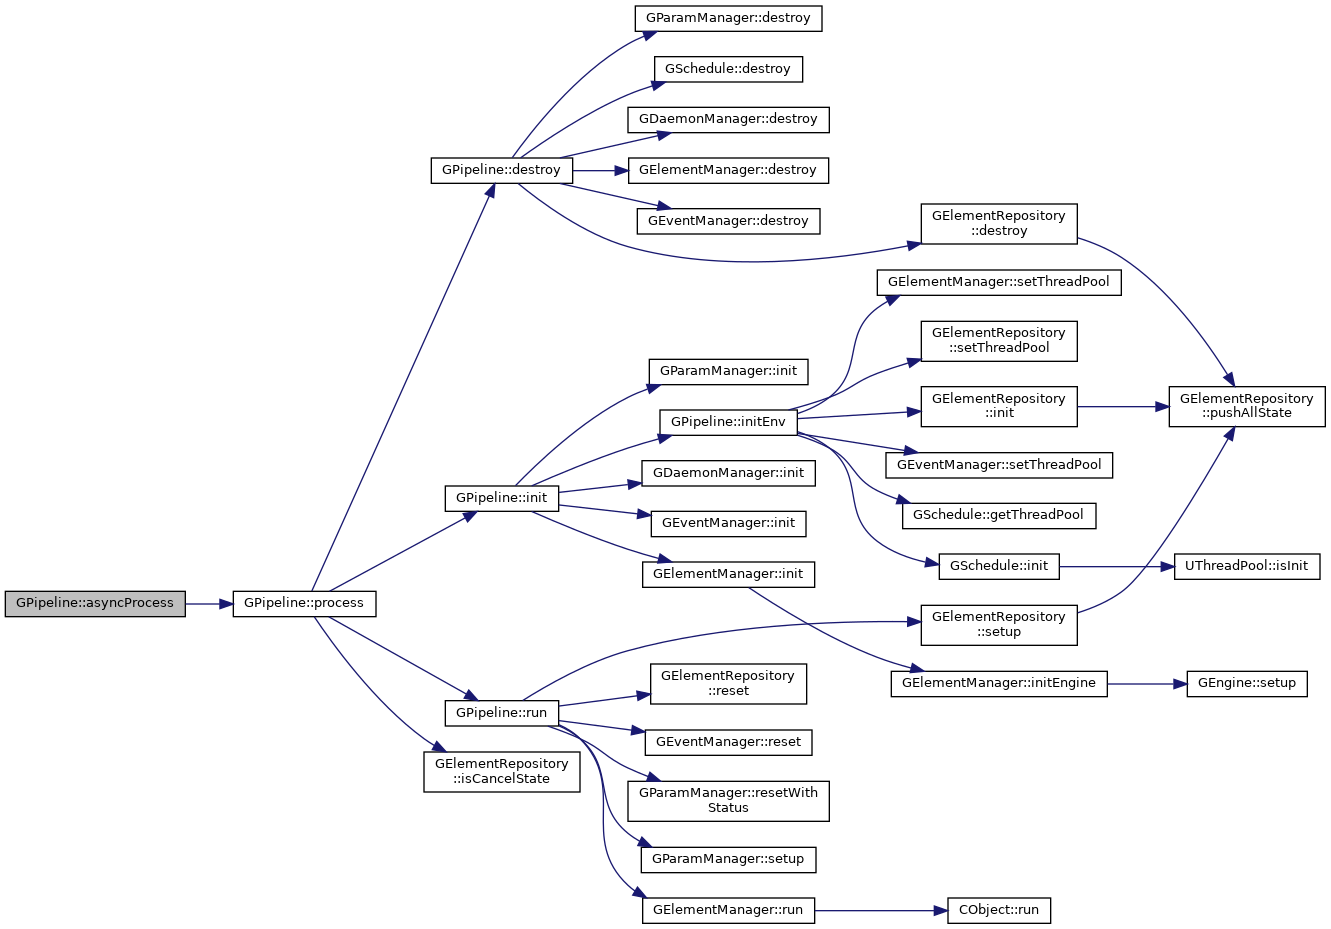 GParamManager::destroy
GSchedule::destroy
GDaemonManager::destroy
GPipeline::destroy
GElementManager::destroy
GEventManager::destroy
GElementRepository
::destroy
GElementManager::setThreadPool
GElementRepository
::setThreadPool
GParamManager::init
GElementRepository
::init
GElementRepository
::pushAllState
GPipeline::initEnv
GEventManager::setThreadPool
GDaemonManager::init
GPipeline::init
GSchedule::getThreadPool
GEventManager::init
GSchedule::init
UThreadPool::isInit
GElementManager::init
GPipeline::asyncProcess
GPipeline::process
GElementRepository
::setup
GElementRepository
::reset
GElementManager::initEngine
GEngine::setup
GPipeline::run
GEventManager::reset
GElementRepository
::isCancelState
GParamManager::resetWith
Status
GParamManager::setup
GElementManager::run
CObject::run